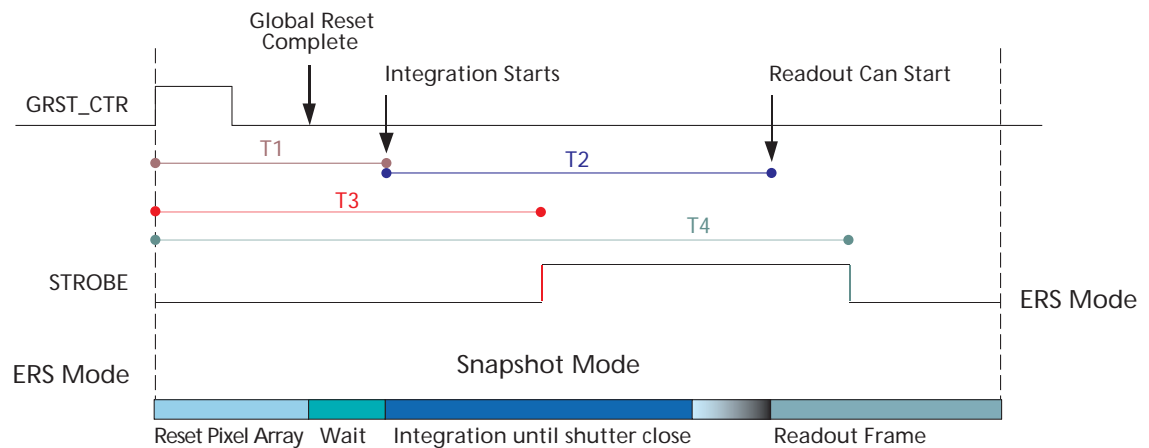 Global Reset
Complete
Integration Starts
Readout Can Start
GRST_CTR
T1
T2
T3
T4
STROBE
ERS Mode
Snapshot Mode
ERS Mode
Reset Pixel Array
Wait
Integration until shutter close
Readout Frame